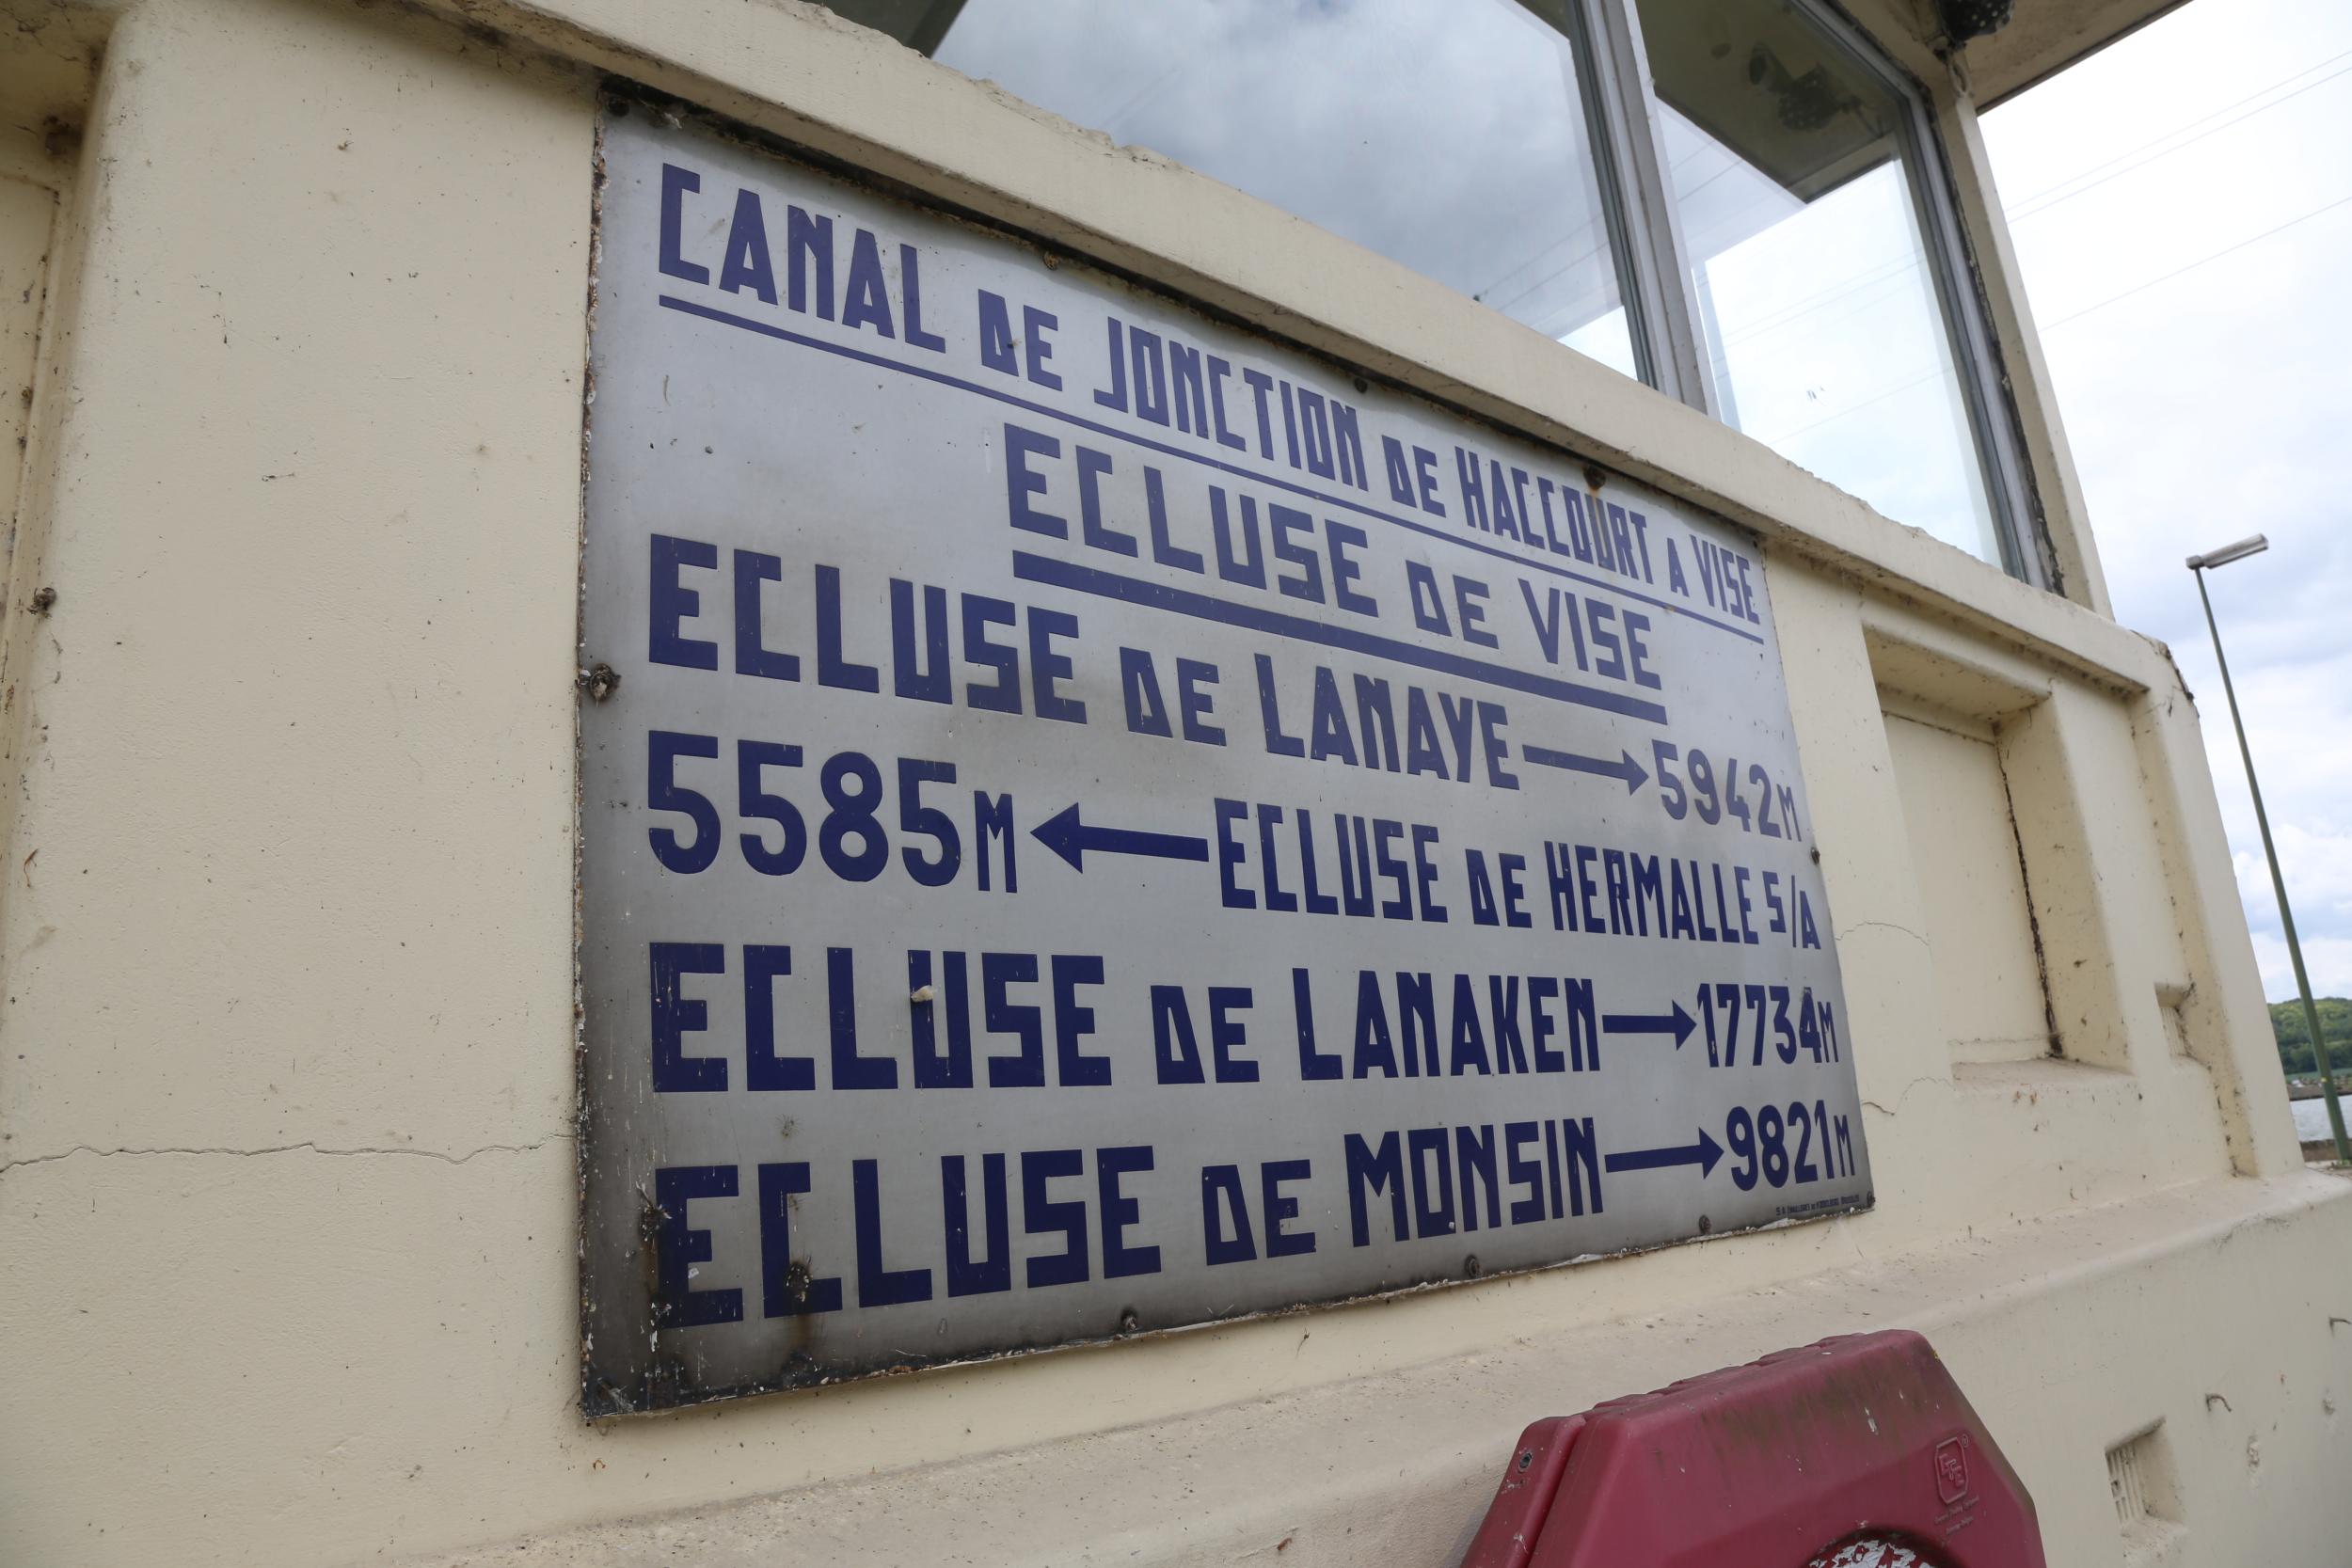 CANAL DE JONCTION DE HACCOURT A VISE
ECLUSE DE VISE
ECLUSE DE LANAYE → 5942M
5585M ← ECLUSE DE HERMALLE S/A
ECLUSE DE LANAKEN → 17734M
ECLUSE DE MONSIN → 9821M